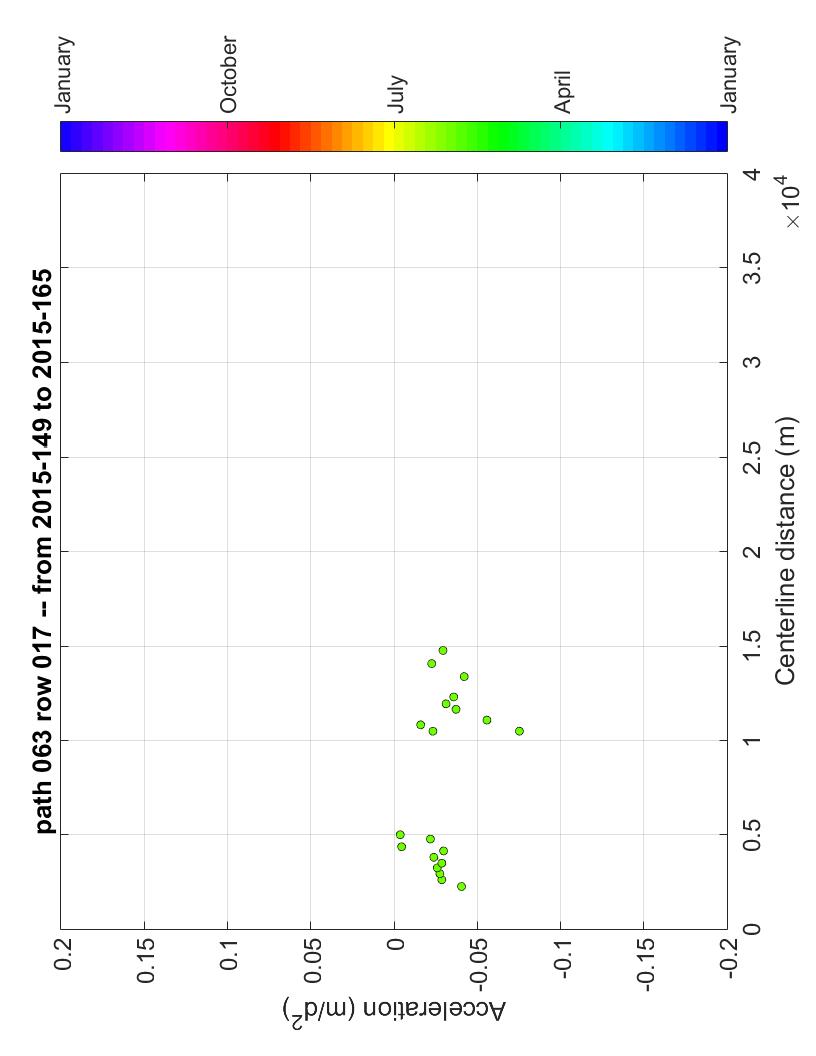 path 063 row 017 -- from 2015-149 to 2015-165
Acceleration (m/d²)
0.2
0.15
0.1
0.05
0
-0.05
-0.1
-0.15
-0.2
0
0.5
1
1.5
2
2.5
3
3.5
4
×10⁴
Centerline distance (m)
January
October
July
April
January